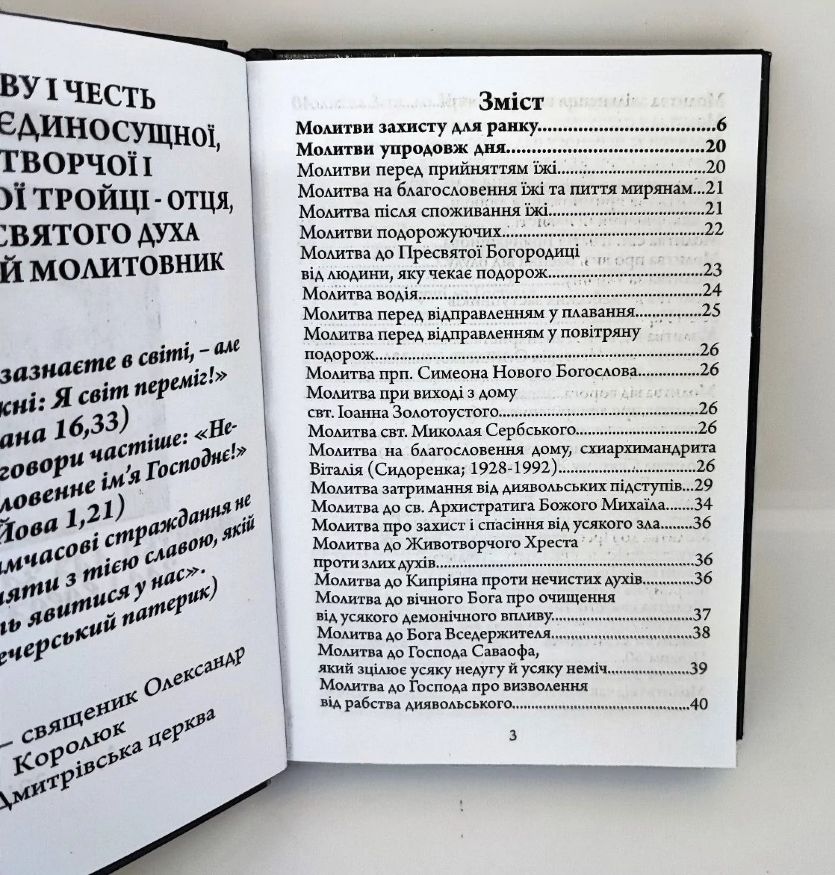 ВУ І ЧЕСТЬ
ЄДИНОСУЩНОЇ,
ТВОРЧОЇ І
ОЇ ТРОЙЦІ - ОТЦЯ,
СВЯТОГО ДУХА
Й МОЛИТОВНИК
зазнаєте в світі, – але
жні: Я світ переміг!»
ана 16,33)
говори частіше: «Не-
ловенне ім'я Господнє!»
Йова 1,21)
имчасові страждання не
няти з тією славою, якій
ть явитися у нас».
ечерський патерик)
– священик Олександр
Королюк
Дмитрівська церква
Зміст
Молитви захисту для ранку..........6
Молитви упродовж дня..........20
Молитви перед прийняттям їжі..........20
Молитва на благословення їжі та пиття мирянам...21
Молитва після споживання їжі..........21
Молитви подорожуючих..........22
Молитва до Пресвятої Богородиці
від людини, яку чекає подорож..........23
Молитва водія..........24
Молитва перед відправленням у плавання..........25
Молитва перед відправленням у повітряну
подорож..........26
Молитва прп. Симеона Нового Богослова..........26
Молитва при виході з дому
свт. Іоанна Золотоустого..........26
Молитва свт. Миколая Сербського..........26
Молитва на благословення дому, схиархимандрита
Віталія (Сидоренка; 1928-1992)..........26
Молитва затримання від диявольських підступів...29
Молитва до св. Архистратига Божого Михаїла......34
Молитва про захист і спасіння від усякого зла......36
Молитва до Животворчого Хреста
проти злих духів..........36
Молитва до Кипріяна проти нечистих духів..........36
Молитва до вічного Бога про очищення
від усякого демонічного впливу..........37
Молитва до Бога Вседержителя..........38
Молитва до Господа Саваофа,
який зцілює усяку недугу й усяку неміч..........39
Молитва до Господа про визволення
від рабства диявольського..........40
3